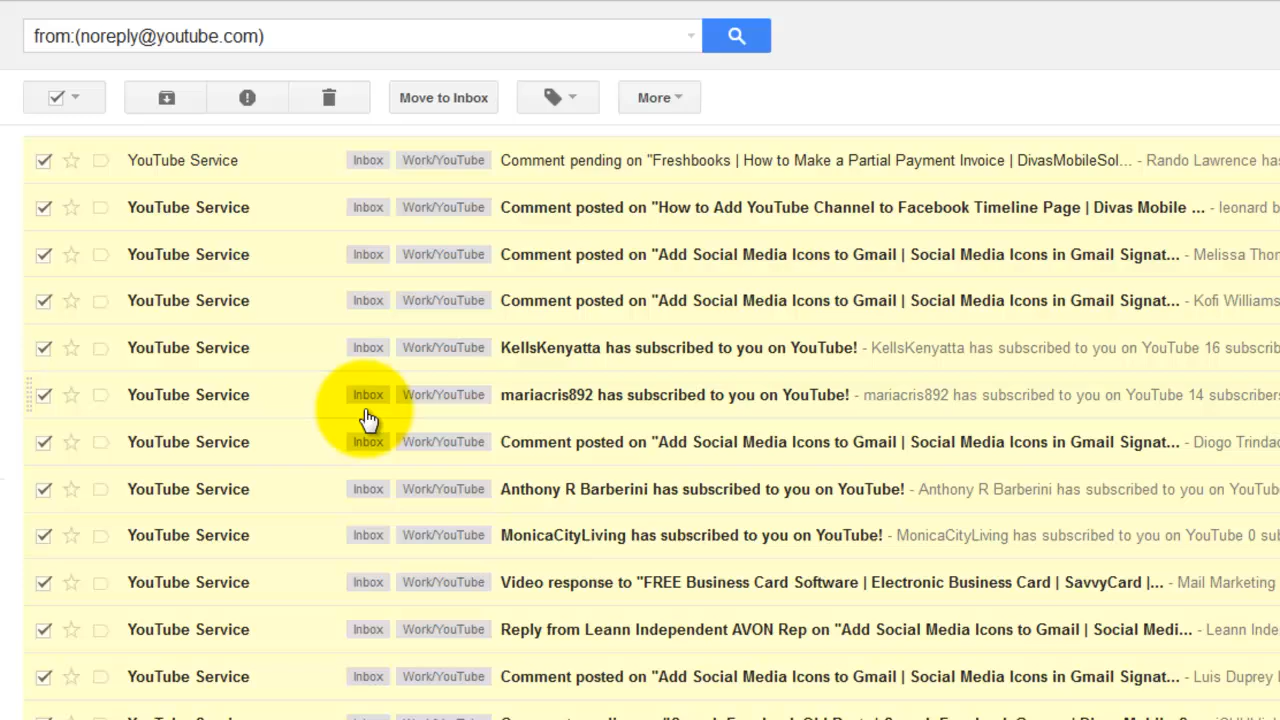 from:(noreply@youtube.com)
Move to Inbox More
YouTube Service Inbox Work/YouTube Comment pending on "Freshbooks | How to Make a Partial Payment Invoice | DivasMobileSol... - Rando Lawrence has
YouTube Service Inbox Work/YouTube Comment posted on "How to Add YouTube Channel to Facebook Timeline Page | Divas Mobile ... - leonard b
YouTube Service Inbox Work/YouTube Comment posted on "Add Social Media Icons to Gmail | Social Media Icons in Gmail Signat... - Melissa Thor
YouTube Service Inbox Work/YouTube Comment posted on "Add Social Media Icons to Gmail | Social Media Icons in Gmail Signat... - Kofi Williams
YouTube Service Inbox Work/YouTube KellsKenyatta has subscribed to you on YouTube! - KellsKenyatta has subscribed to you on YouTube 16 subscrib
YouTube Service Inbox Work/YouTube mariacris892 has subscribed to you on YouTube! - mariacris892 has subscribed to you on YouTube 14 subscribers
YouTube Service Inbox Work/YouTube Comment posted on "Add Social Media Icons to Gmail | Social Media Icons in Gmail Signat... - Diogo Trindad
YouTube Service Inbox Work/YouTube Anthony R Barberini has subscribed to you on YouTube! - Anthony R Barberini has subscribed to you on YouTub
YouTube Service Inbox Work/YouTube MonicaCityLiving has subscribed to you on YouTube! - MonicaCityLiving has subscribed to you on YouTube 0 sub
YouTube Service Inbox Work/YouTube Video response to "FREE Business Card Software | Electronic Business Card | SavvyCard |... - Mail Marketing
YouTube Service Inbox Work/YouTube Reply from Leann Independent AVON Rep on "Add Social Media Icons to Gmail | Social Medi... - Leann Inde
YouTube Service Inbox Work/YouTube Comment posted on "Add Social Media Icons to Gmail | Social Media Icons in Gmail Signat... - Luis Duprey